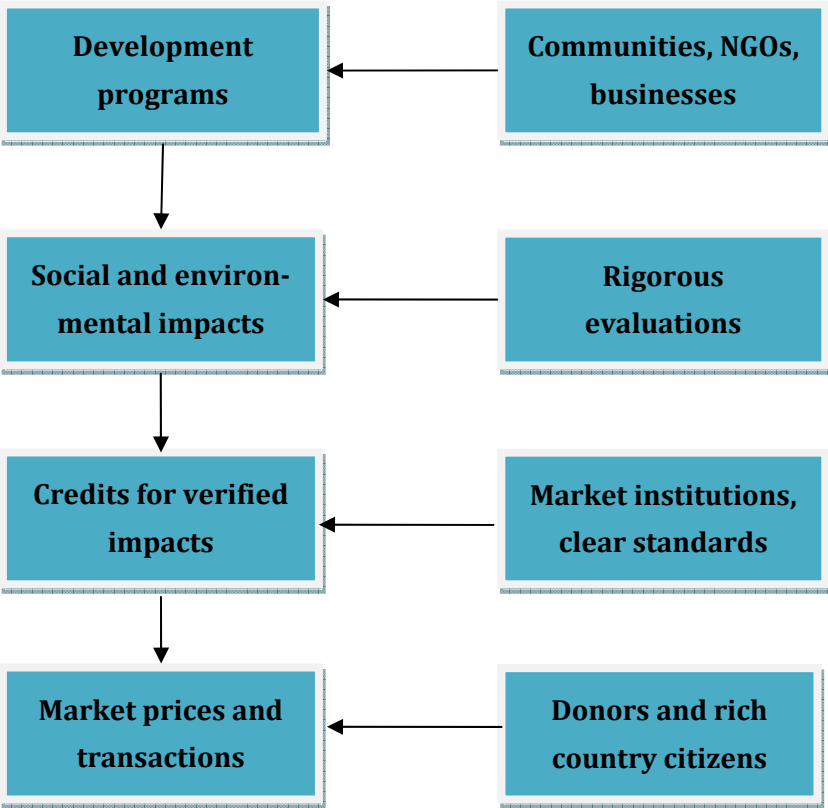 Development
programs
Communities, NGOs,
businesses
Social and environ-
mental impacts
Rigorous
evaluations
Credits for verified
impacts
Market institutions,
clear standards
Market prices and
transactions
Donors and rich
country citizens